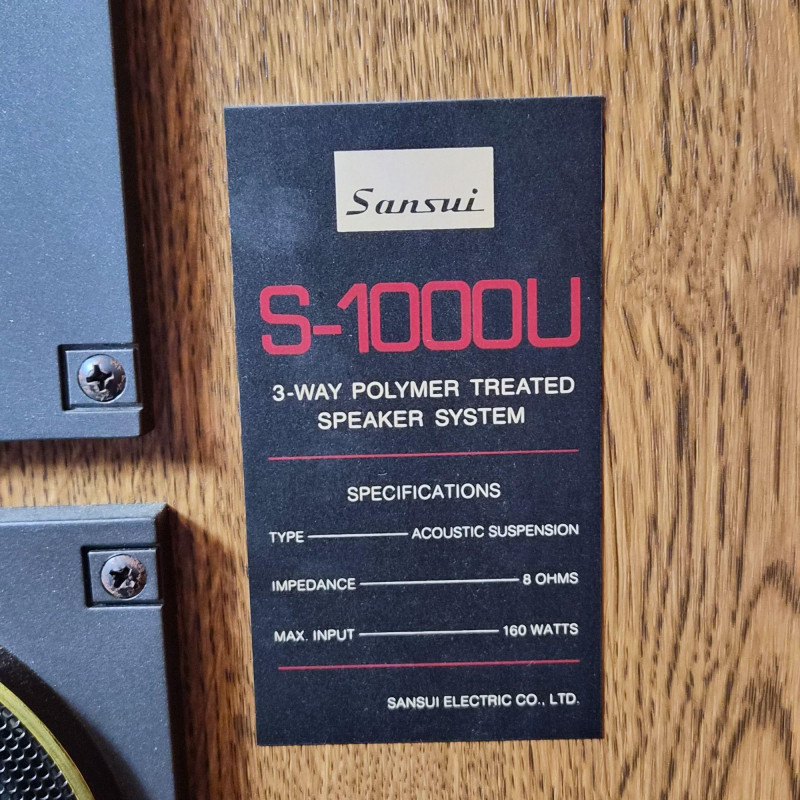 Sansui
S-1000U
3-WAY POLYMER TREATED
SPEAKER SYSTEM
SPECIFICATIONS
TYPE ACOUSTIC SUSPENSION
IMPEDANCE 8 OHMS
MAX. INPUT 160 WATTS
SANSUI ELECTRIC CO., LTD.